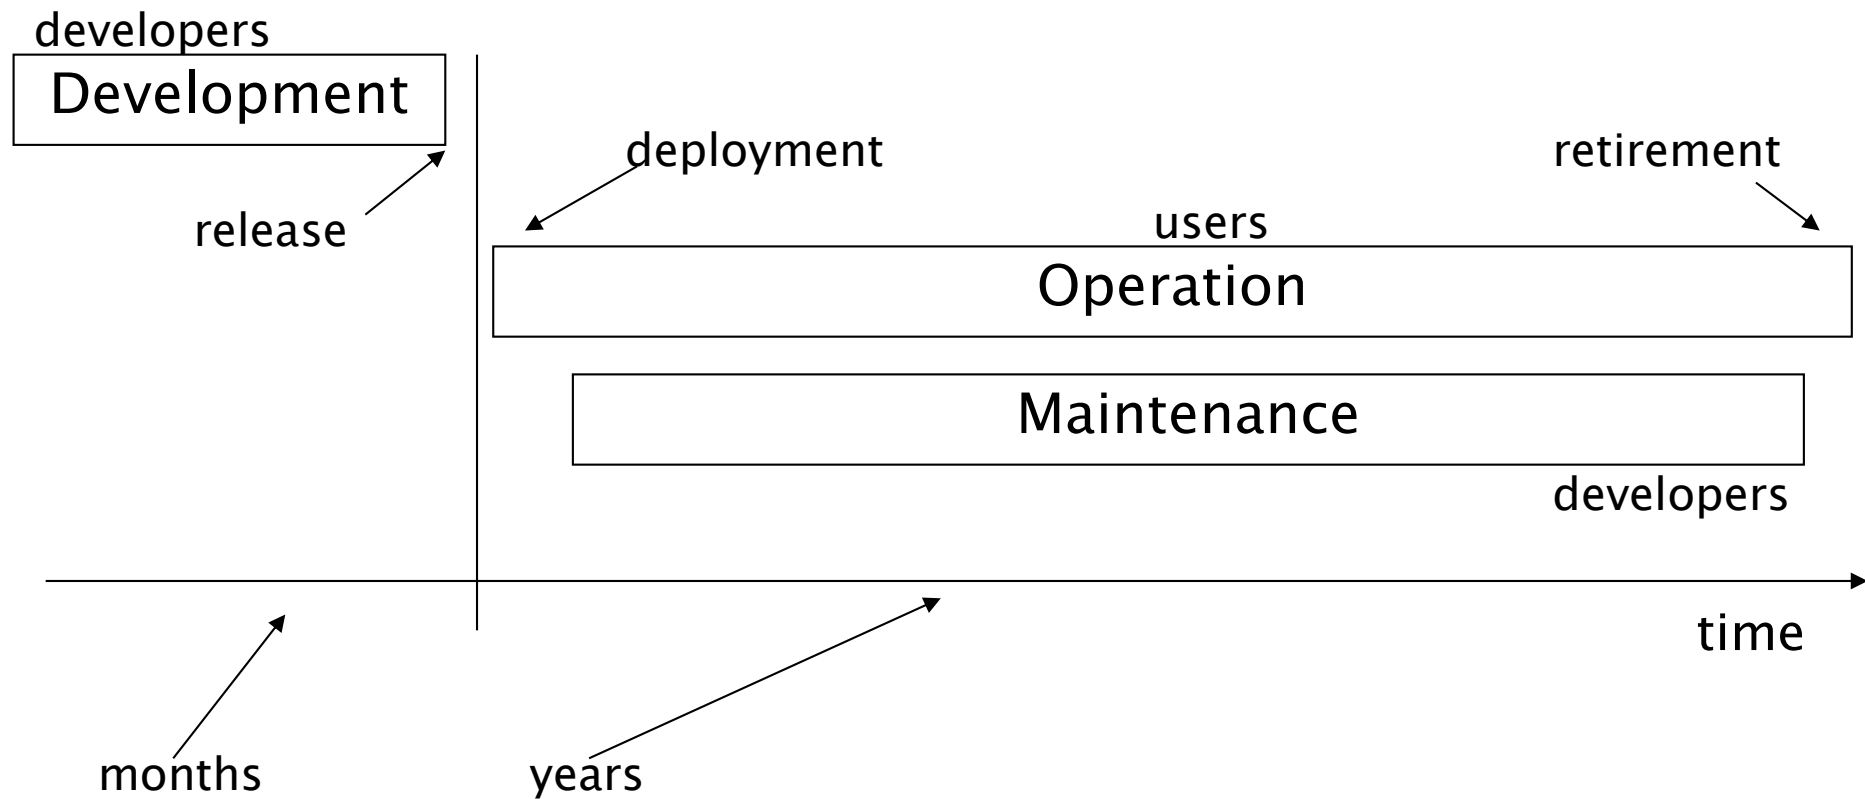 developers
Development
deployment
retirement
release
users
Operation
Maintenance
developers
time
months
years